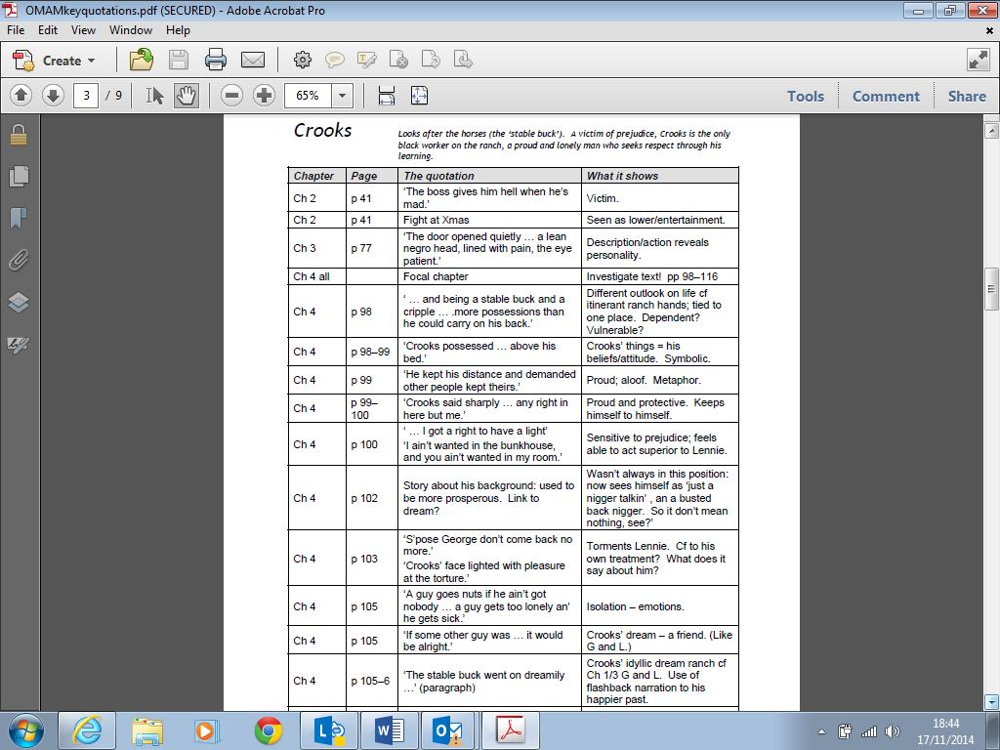 OMAMkeyquotations.pdf (SECURED) - Adobe Acrobat Pro
File Edit View Window Help
Create
3 / 9 65% Tools Comment Share
Crooks
Looks after the horses (the 'stable buck'). A victim of prejudice, Crooks is the only
black worker on the ranch, a proud and lonely man who seeks respect through his
learning.
Chapter Page The quotation What it shows
Ch 2 p 41 'The boss gives him hell when he's
mad.' Victim.
Ch 2 p 41 Fight at Xmas Seen as lower/entertainment.
Ch 3 p 77 'The door opened quietly … a lean
negro head, lined with pain, the eye
patient.' Description/action reveals
personality.
Ch 4 all Focal chapter Investigate text! pp 98–116
Ch 4 p 98 ' … and being a stable buck and a
cripple … .more possessions than
he could carry on his back.' Different outlook on life cf
itinerant ranch hands; tied to
one place. Dependent?
Vulnerable?
Ch 4 p 98–99 'Crooks possessed … above his
bed.' Crooks' things = his
beliefs/attitude. Symbolic.
Ch 4 p 99 'He kept his distance and demanded
other people kept theirs.' Proud; aloof. Metaphor.
Ch 4 p 99–
100 'Crooks said sharply … any right in
here but me.' Proud and protective. Keeps
himself to himself.
Ch 4 p 100 ' … I got a right to have a light'
'I ain't wanted in the bunkhouse,
and you ain't wanted in my room.' Sensitive to prejudice; feels
able to act superior to Lennie.
Ch 4 p 102 Story about his background: used to
be more prosperous. Link to
dream? Wasn't always in this position:
now sees himself as 'just a
nigger talkin' , an a busted
back nigger. So it don't mean
nothing, see?'
Ch 4 p 103 'S'pose George don't come back no
more.'
'Crooks' face lighted with pleasure
at the torture.' Torments Lennie. Cf to his
own treatment? What does it
say about him?
Ch 4 p 105 'A guy goes nuts if he ain't got
nobody … a guy gets too lonely an'
he gets sick.' Isolation – emotions.
Ch 4 p 105 'If some other guy was … it would
be alright.' Crooks' dream – a friend. (Like
G and L.)
Ch 4 p 105–6 'The stable buck went on dreamily
…' (paragraph) Crooks' idyllic dream ranch cf
Ch 1/3 G and L. Use of
flashback narration to his
happier past.
18:44
17/11/2014